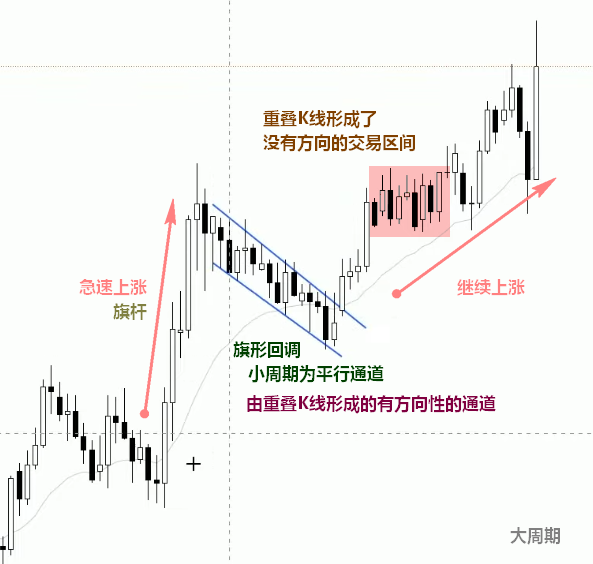 重叠K线形成了
没有方向的交易区间
急速上涨
旗杆
继续上涨
旗形回调
小周期为平行通道
由重叠K线形成的有方向性的通道
大周期